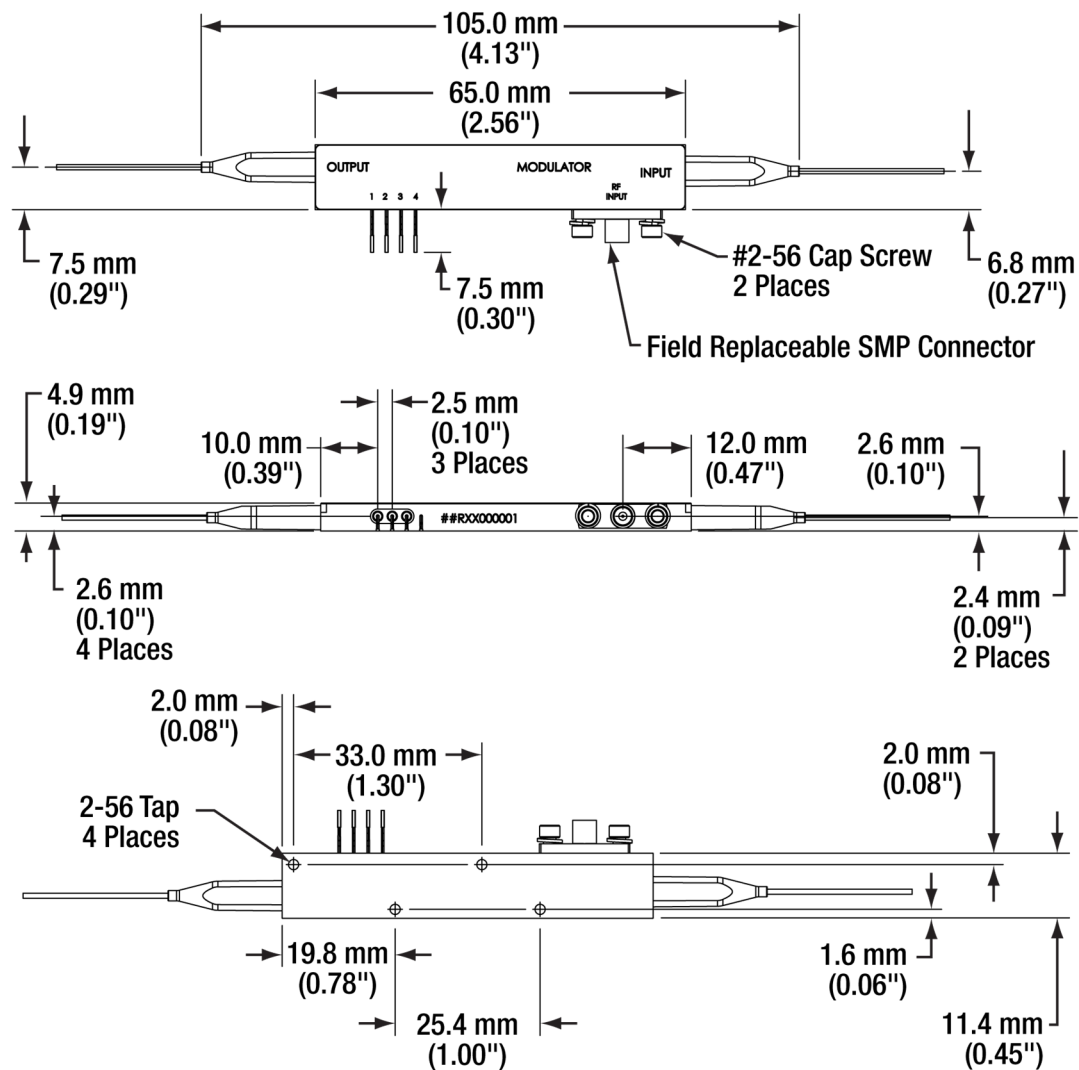 105.0 mm
(4.13")
65.0 mm
(2.56")
OUTPUT
MODULATOR
INPUT
RF
INPUT
1 2 3 4
7.5 mm
(0.29")
7.5 mm
(0.30")
#2-56 Cap Screw
2 Places
6.8 mm
(0.27")
Field Replaceable SMP Connector
4.9 mm
(0.19")
10.0 mm
(0.39")
2.5 mm
(0.10")
3 Places
12.0 mm
(0.47")
2.6 mm
(0.10")
##RXX000001
2.6 mm
(0.10")
4 Places
2.4 mm
(0.09")
2 Places
2.0 mm
(0.08")
33.0 mm
(1.30")
2.0 mm
(0.08")
2-56 Tap
4 Places
19.8 mm
(0.78")
1.6 mm
(0.06")
25.4 mm
(1.00")
11.4 mm
(0.45")